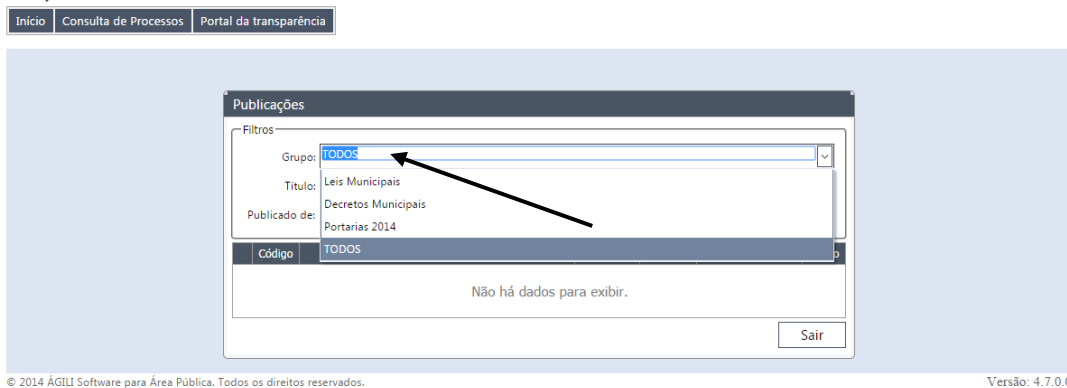 Início Consulta de Processos Portal da transparência
Publicações
Filtros
Grupo: TODOS
Título: Leis Municipais
Decretos Municipais
Publicado de:
Portarias 2014
TODOS
Código
Não há dados para exibir.
Sair
© 2014 ÁGILI Software para Área Pública. Todos os direitos reservados. Versão: 4.7.0.0